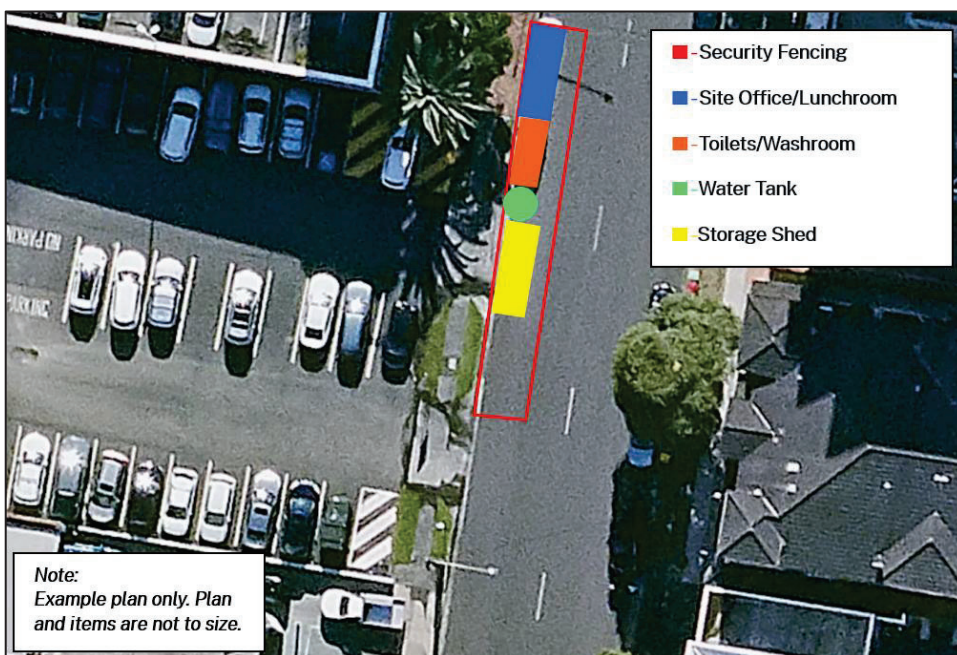 -Security Fencing
-Site Office/Lunchroom
-Toilets/Washroom
-Water Tank
-Storage Shed
NO PARKIN
PARKING
Note:
Example plan only. Plan
and items are not to size.